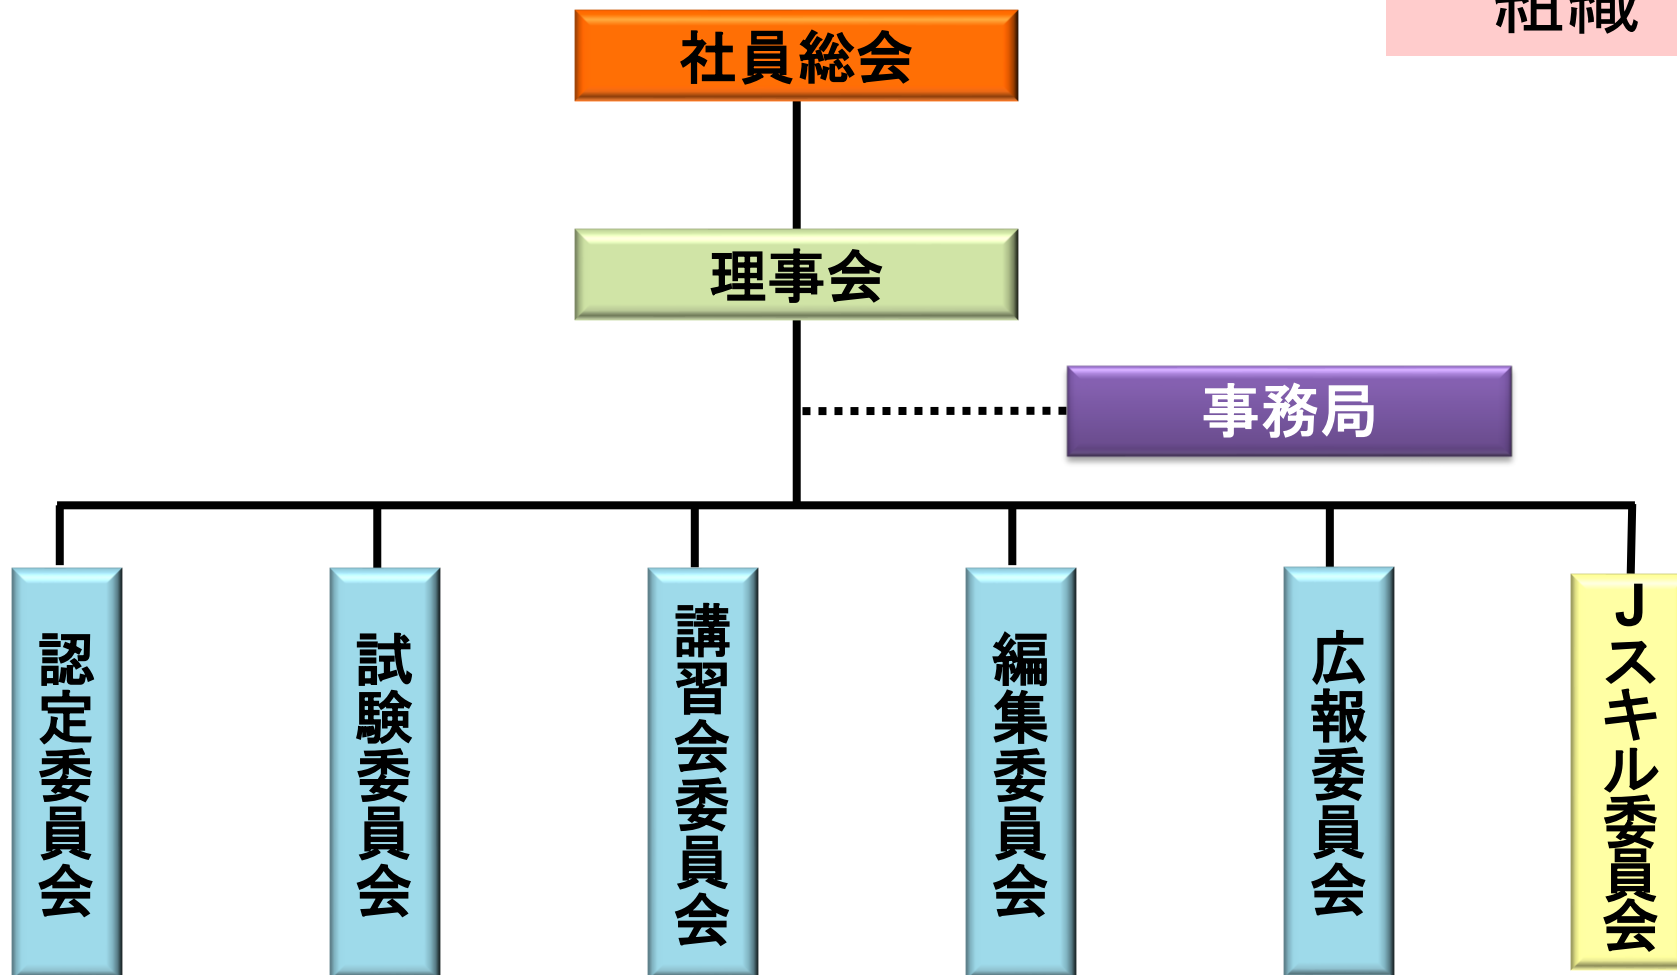 組織
社員総会
理事会
事務局
認定委員会
試験委員会
講習会委員会
編集委員会
広報委員会
Jスキル委員会